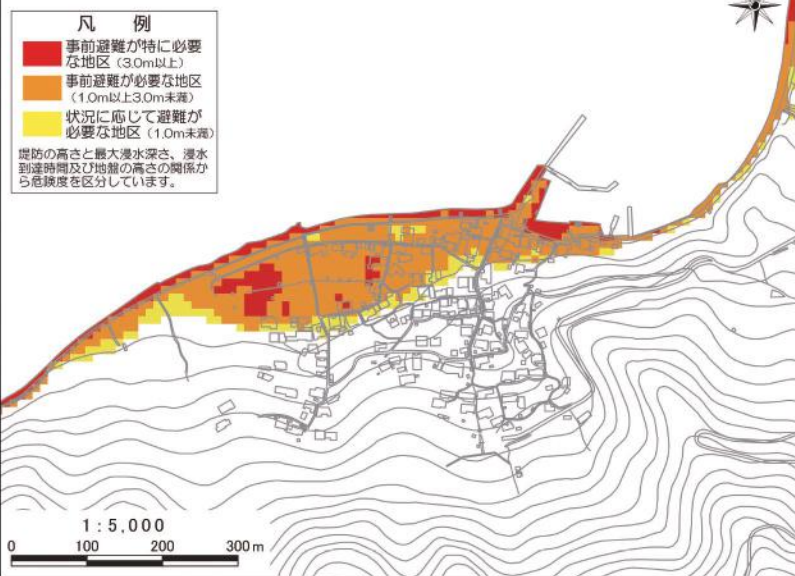 凡 例
事前避難が特に必要
な地区（3.0m以上）
事前避難が必要な地区
（1.0m以上3.0m未満）
状況に応じて避難が
必要な地区（1.0m未満）
堤防の高さと最大浸水深さ、浸水
到達時間及び地盤の高さの関係か
ら危険度を区分しています。
1:5,000
0 100 200 300m